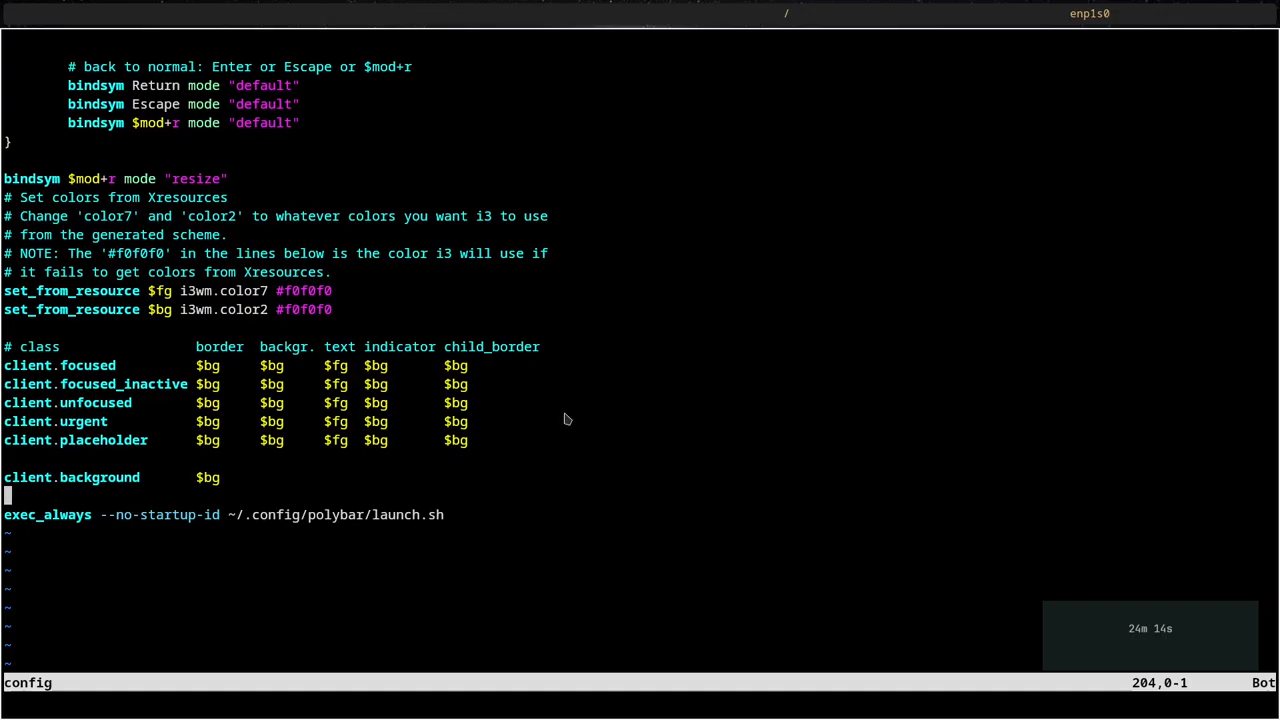 / enp1s0
# back to normal: Enter or Escape or $mod+r
bindsym Return mode "default"
bindsym Escape mode "default"
bindsym $mod+r mode "default"
}
bindsym $mod+r mode "resize"
# Set colors from Xresources
# Change 'color7' and 'color2' to whatever colors you want i3 to use
# from the generated scheme.
# NOTE: The '#f0f0f0' in the lines below is the color i3 will use if
# it fails to get colors from Xresources.
set_from_resource $fg i3wm.color7 #f0f0f0
set_from_resource $bg i3wm.color2 #f0f0f0
# class border backgr. text indicator child_border
client.focused $bg $bg $fg $bg $bg
client.focused_inactive $bg $bg $fg $bg $bg
client.unfocused $bg $bg $fg $bg $bg
client.urgent $bg $bg $fg $bg $bg
client.placeholder $bg $bg $fg $bg $bg
client.background $bg
exec_always --no-startup-id ~/.config/polybar/launch.sh
~
~
~
~
~
~
~
~
24m 14s
config 204,0-1 Bot